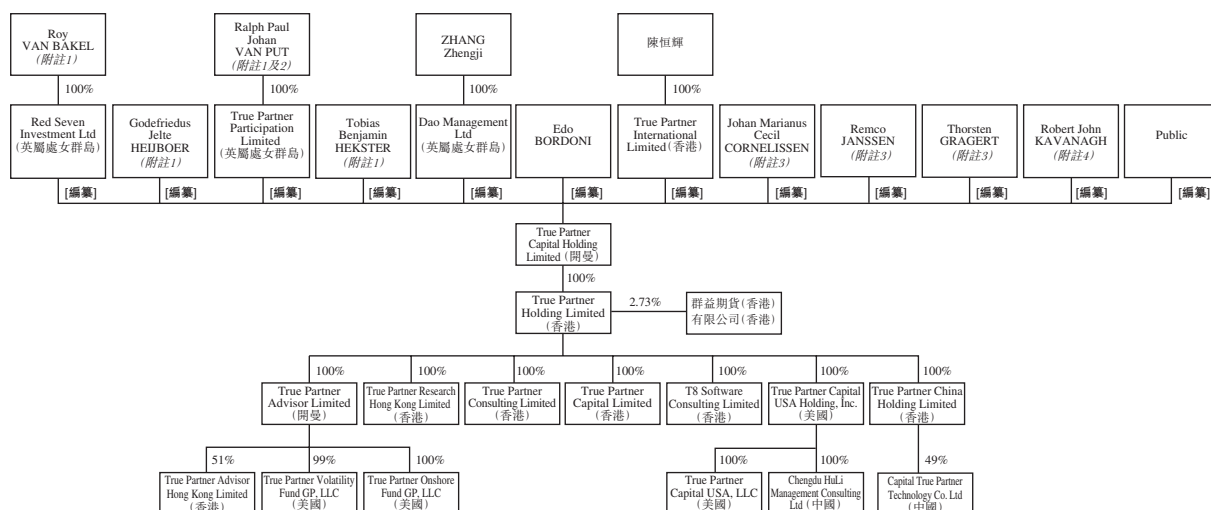 Roy
VAN BAKEL
(附註1)
Ralph Paul
Johan
VAN PUT
(附註1及2)
ZHANG
Zhengji
陳恒輝
100%
100%
100%
100%
Red Seven
Investment Ltd
(英屬處女群島)
Godefriedus
Jelte
HEIJBOER
(附註1)
True Partner
Participation
Limited
(英屬處女群島)
Tobias
Benjamin
HEKSTER
(附註1)
Dao Management
Ltd
(英屬處女群島)
Edo
BORDONI
True Partner
International
Limited(香港)
Johan Marianus
Cecil
CORNELISSEN
(附註3)
Remco
JANSSEN
(附註3)
Thorsten
GRAGERT
(附註3)
Robert John
KAVANAGH
(附註4)
Public
[編纂]
[編纂]
[編纂]
[編纂]
[編纂]
[編纂]
[編纂]
[編纂]
[編纂]
[編纂]
[編纂]
[編纂]
True Partner
Capital Holding
Limited (開曼)
100%
True Partner
Holding Limited
(香港)
2.73%
群益期貨(香港)
有限公司(香港)
100%
100%
100%
100%
100%
100%
100%
True Partner
Advisor Limited
(開曼)
True Partner Research
Hong Kong Limited
(香港)
True Partner
Consulting Limited
(香港)
True Partner
Capital Limited
(香港)
T8 Software
Consulting Limited
(香港)
True Partner Capital
USA Holding, Inc.
(美國)
True Partner China
Holding Limited
(香港)
51%
99%
100%
100%
100%
49%
True Partner Advisor
Hong Kong Limited
(香港)
True Partner Volatility
Fund GP, LLC
(美國)
True Partner Onshore
Fund GP, LLC
(美國)
True Partner
Capital USA, LLC
(美國)
Chengdu HuLi
Management Consulting
Ltd (中國)
Capital True Partner
Technology Co. Ltd
(中國)